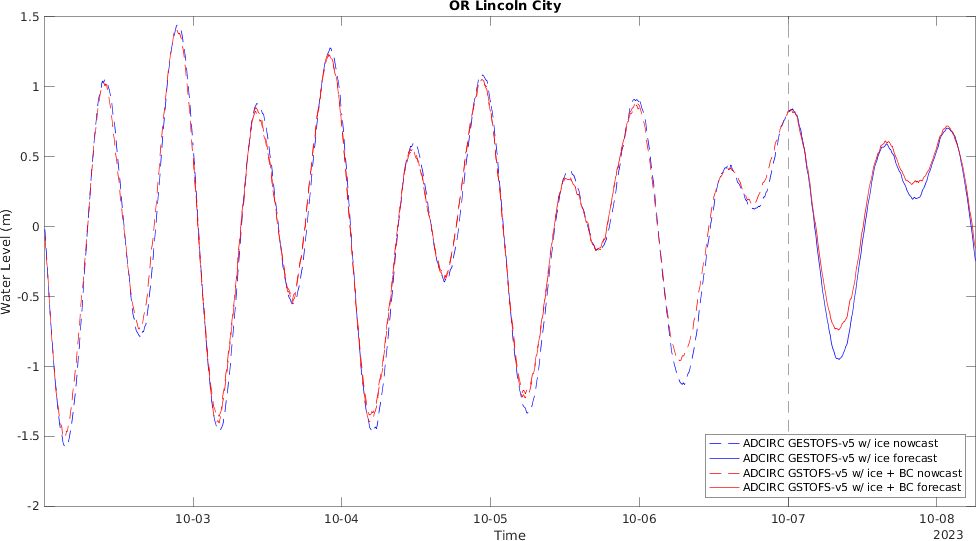 OR Lincoln City
1.5
1
0.5
0
-0.5
-1
-1.5
-2
Water Level (m)
ADCIRC GESTOFS-v5 w/ ice nowcast
ADCIRC GESTOFS-v5 w/ ice forecast
ADCIRC GSTOFS-v5 w/ ice + BC nowcast
ADCIRC GSTOFS-v5 w/ ice + BC forecast
10-03 10-04 10-05 10-06 10-07 10-08
Time
2023